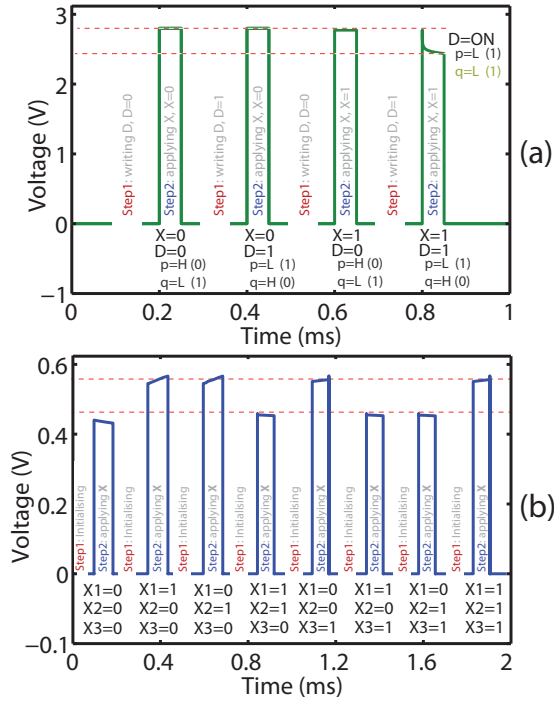 3
2
1
0
−1
Voltage (V)
Step1: writing D, D=0
Step2: applying X, X=0
Step1: writing D, D=1
Step2: applying X, X=0
Step1: writing D, D=0
Step2: applying X, X=1
Step1: writing D, D=1
Step2: applying X, X=1
D=ON
p=L (1)
q=L (1)
X=0 X=0 X=1 X=1
D=0 D=1 D=0 D=1
p=H (0) p=L (1) p=H (0) p=L (1)
q=L (1) q=H (0) q=L (1) q=H (0)
0 0.2 0.4 0.6 0.8 1
Time (ms)
(a)
0.6
0.4
0.2
0
−0.1
Voltage (V)
Step1: Initialising
Step2: applying X
Step1: Initialising
Step2: applying X
Step1: Initialising
Step2: applying X
Step1: Initialising
Step2: applying X
Step1: Initialising
Step2: applying X
Step1: Initialising
Step2: applying X
Step1: Initialising
Step2: applying X
Step1: Initialising
Step2: applying X
X1=0 X1=1 X1=0 X1=1 X1=0 X1=1 X1=0 X1=1
X2=0 X2=0 X2=1 X2=1 X2=0 X2=0 X2=1 X2=1
X3=0 X3=0 X3=0 X3=0 X3=1 X3=1 X3=1 X3=1
0 0.4 0.8 1.2 1.6 2
Time (ms)
(b)